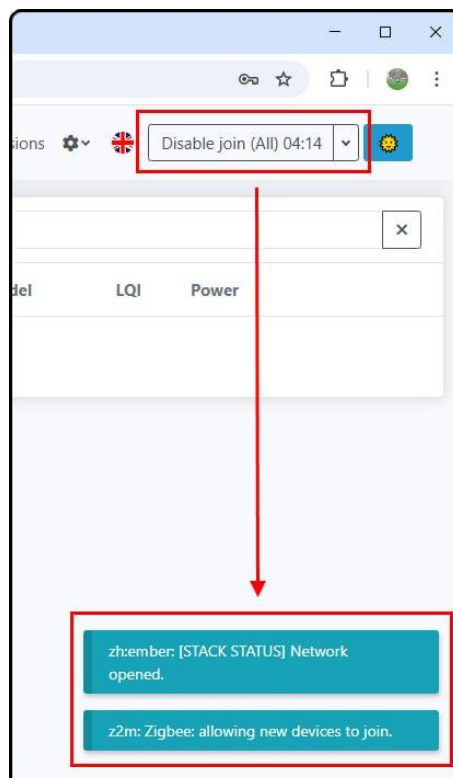 sions
Disable join (All) 04:14
del LQI Power
zh:ember: [STACK STATUS] Network
opened.
z2m: Zigbee: allowing new devices to join.